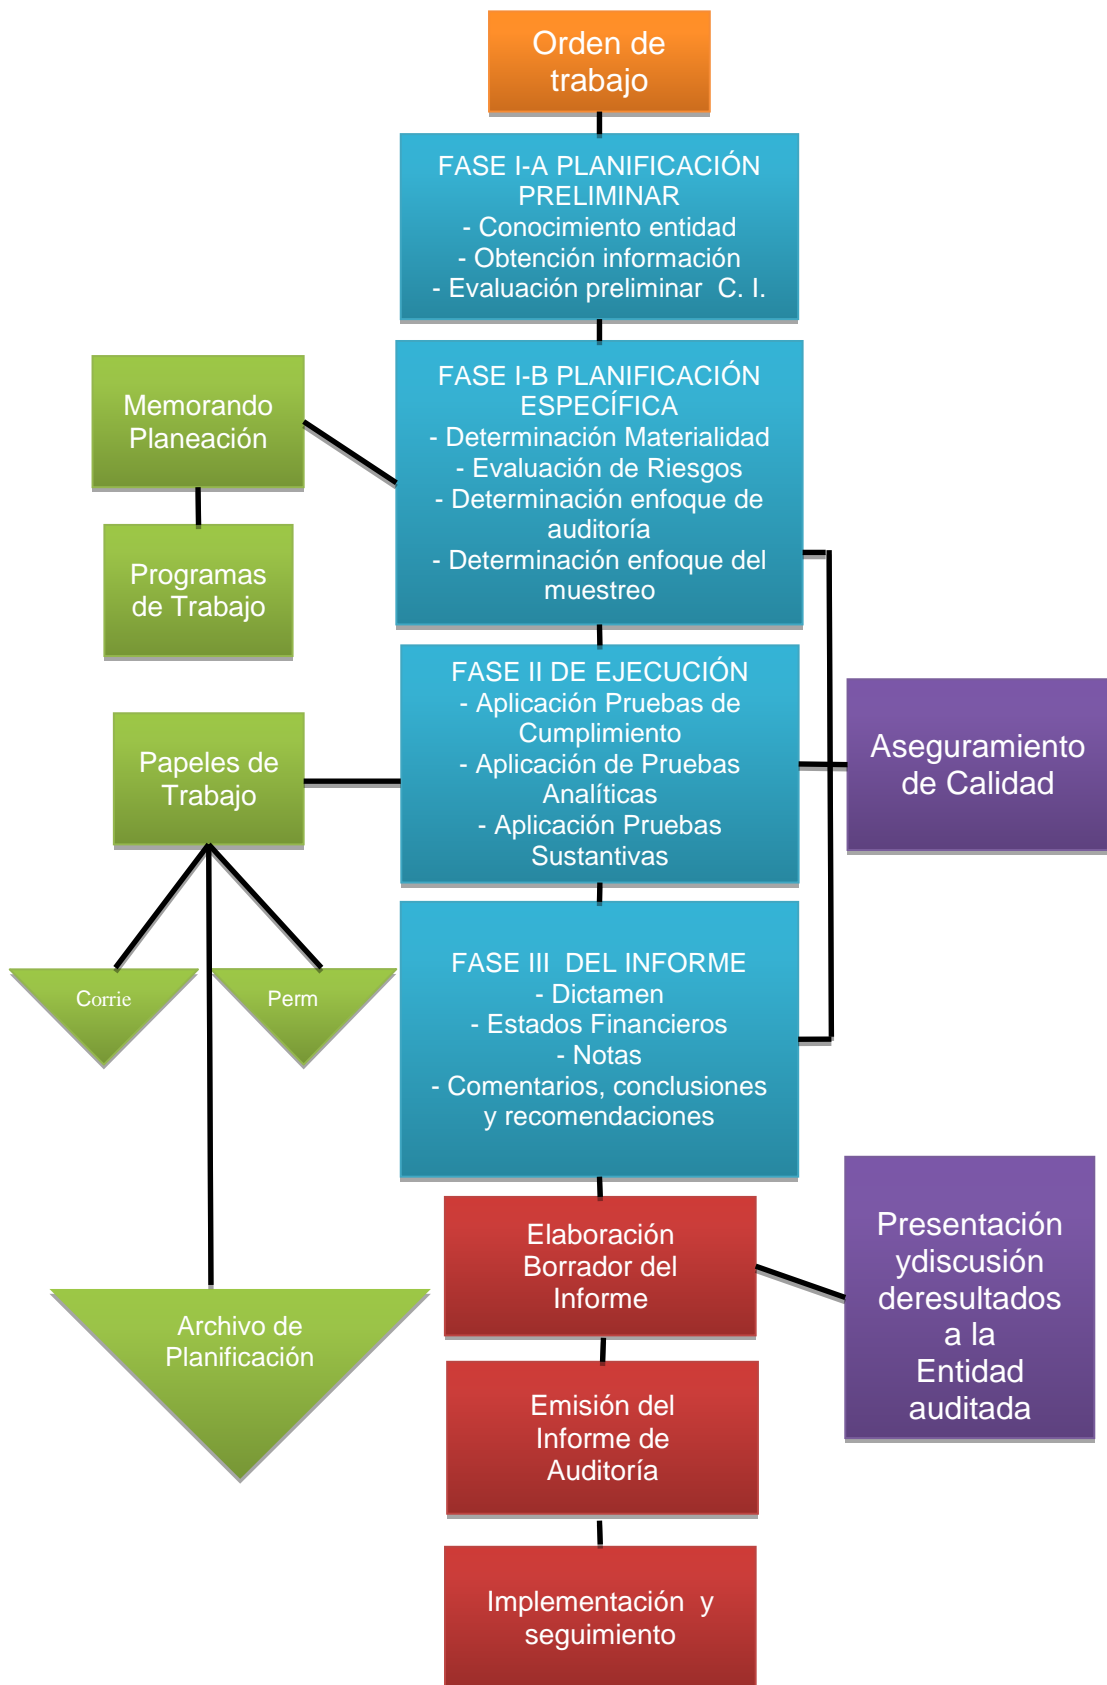 Orden de
trabajo
FASE I-A PLANIFICACIÓN
PRELIMINAR
- Conocimiento entidad
- Obtención información
- Evaluación preliminar  C. I.
FASE I-B PLANIFICACIÓN
ESPECÍFICA
- Determinación Materialidad
- Evaluación de Riesgos
- Determinación enfoque de
auditoría
- Determinación enfoque del
muestreo
Memorando
Planeación
Programas
de Trabajo
FASE II DE EJECUCIÓN
- Aplicación Pruebas de
Cumplimiento
- Aplicación de Pruebas
Analíticas
- Aplicación Pruebas
Sustantivas
Papeles de
Trabajo
Aseguramiento
de Calidad
Corrie
Perm
Archivo de
Planificación
FASE III  DEL INFORME
- Dictamen
- Estados Financieros
- Notas
- Comentarios, conclusiones
y recomendaciones
Elaboración
Borrador del
Informe
Presentación
ydiscusión
deresultados
a la
Entidad
auditada
Emisión del
Informe de
Auditoría
Implementación  y
seguimiento